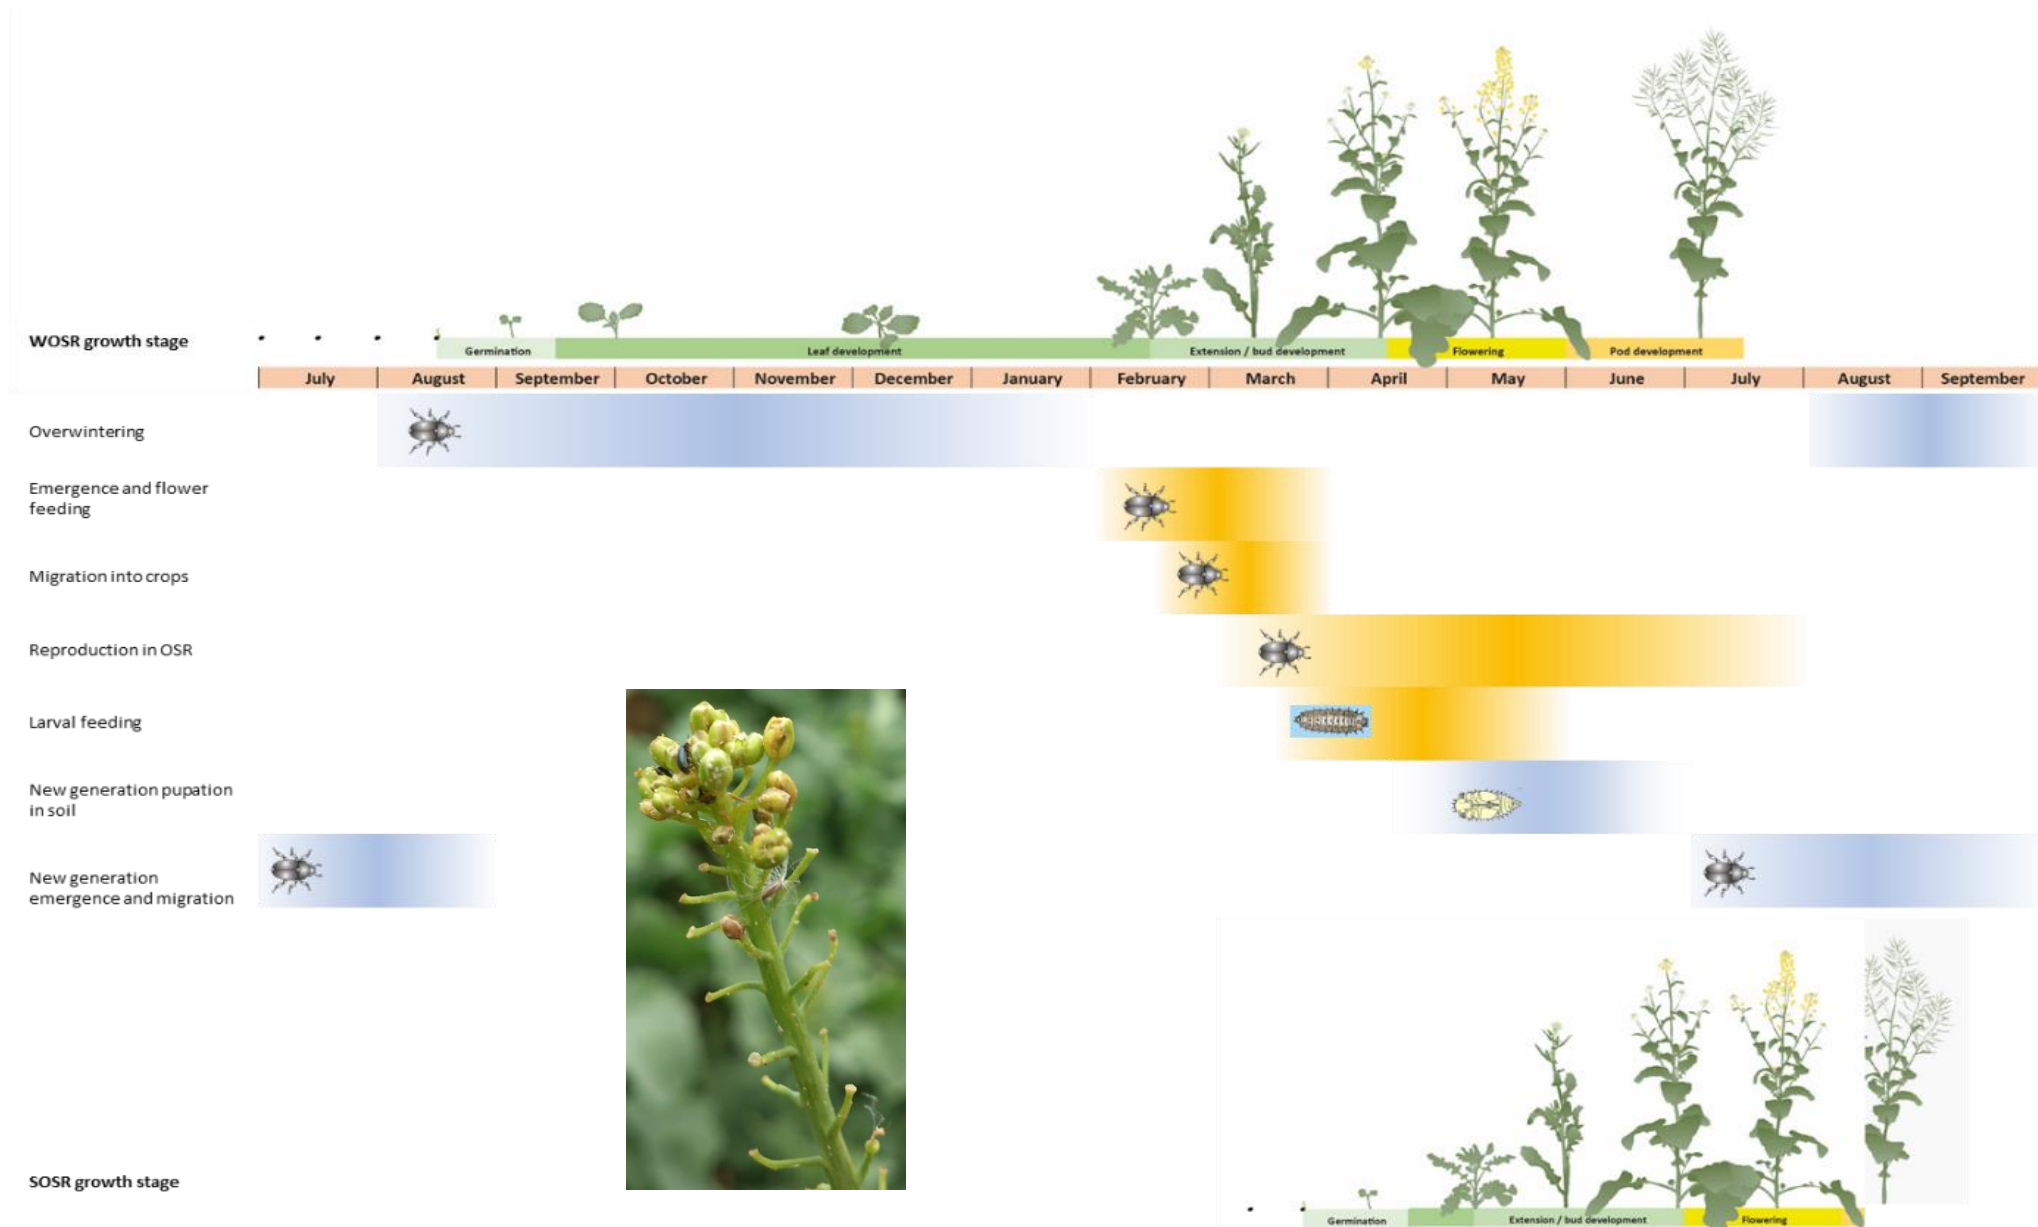 WOSR growth stage
Germination
Leaf development
Extension / bud development
Flowering
Pod development
July August September October November December January February March April May June July August September
Overwintering
Emergence and flower
feeding
Migration into crops
Reproduction in OSR
Larval feeding
New generation pupation
in soil
New generation
emergence and migration
SOSR growth stage
Germination
Extension / bud development
Flowering